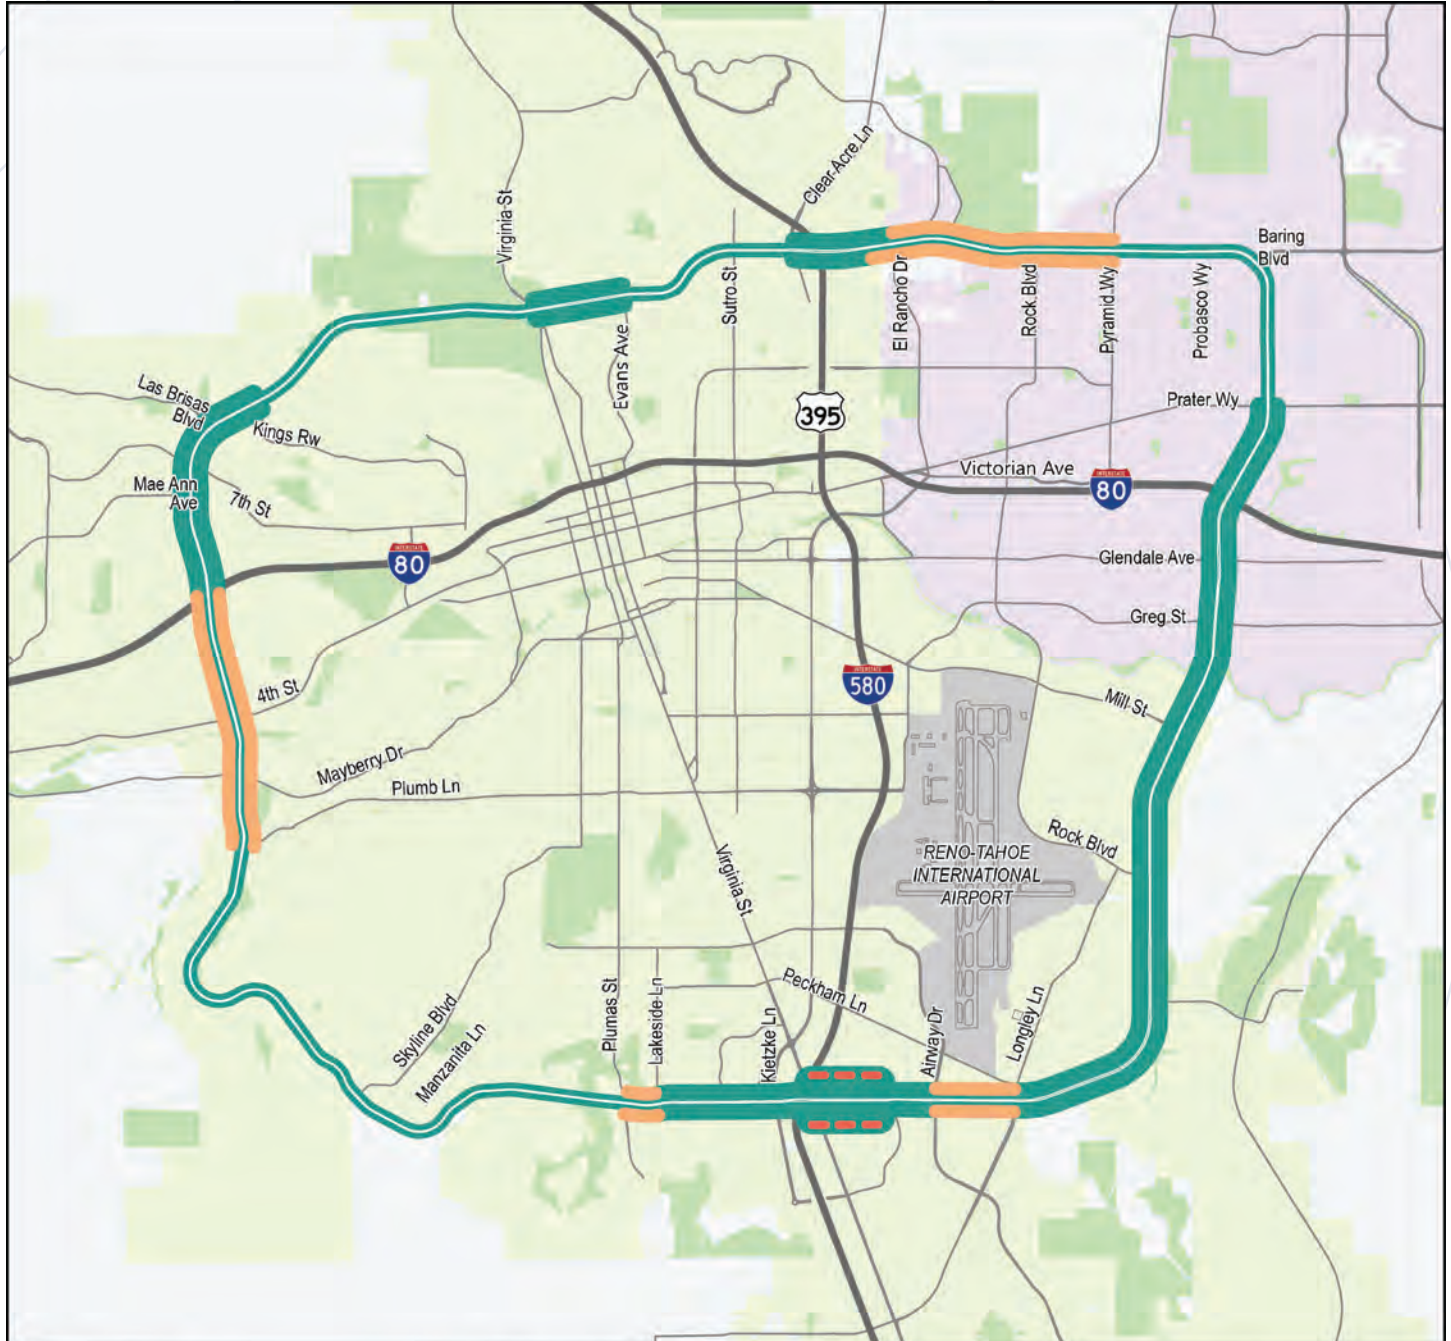 Clear Acre Ln
Virginia St
Sutro St
El Rancho Dr
Rock Blvd
Pyramid Wy
Probasco Wy
Baring
Blvd
Evans Ave
Las Brisas
Blvd
Kings Rw
395
Prater Wy
Mae Ann
Ave
7th St
Victorian Ave
INTERSTATE
80
INTERSTATE
80
Glendale Ave
Greg St
4th St
INTERSTATE
580
Mill St
Mayberry Dr
Plumb Ln
Virginia St
Rock Blvd
RENO-TAHOE
INTERNATIONAL
AIRPORT
Skyline Blvd
Manzanita Ln
Plumas St
Lakeside Ln
Kietzke Ln
Peckham Ln
Airway Dr
Longley Ln